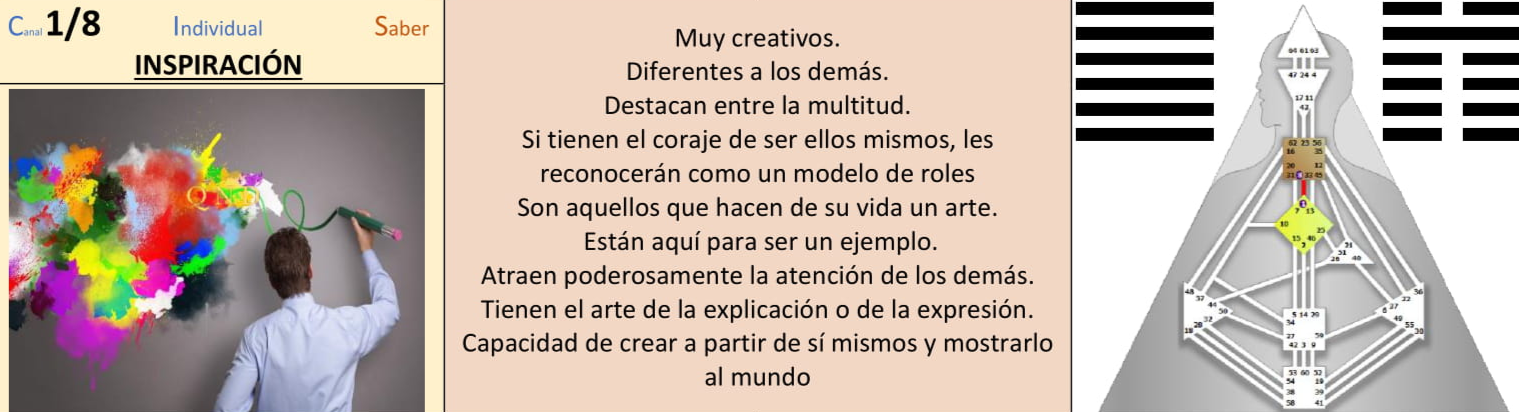 Canal 1/8 Individual Saber
INSPIRACIÓN
Muy creativos.
Diferentes a los demás.
Destacan entre la multitud.
Si tienen el coraje de ser ellos mismos, les
reconocerán como un modelo de roles
Son aquellos que hacen de su vida un arte.
Están aquí para ser un ejemplo.
Atraen poderosamente la atención de los demás.
Tienen el arte de la explicación o de la expresión.
Capacidad de crear a partir de sí mismos y mostrarlo
al mundo
64 61 63
47 24 4
17 11
62 23 56
16 35
20 12
31 33 45
7 13
10 25
15 2 46
21
26 40
48 36
57 22
44 37
50 6
32 49
28 55
18 30
5 14 29
34
27 59
42 3 9
53 60 52
54 19
38 39
58 41